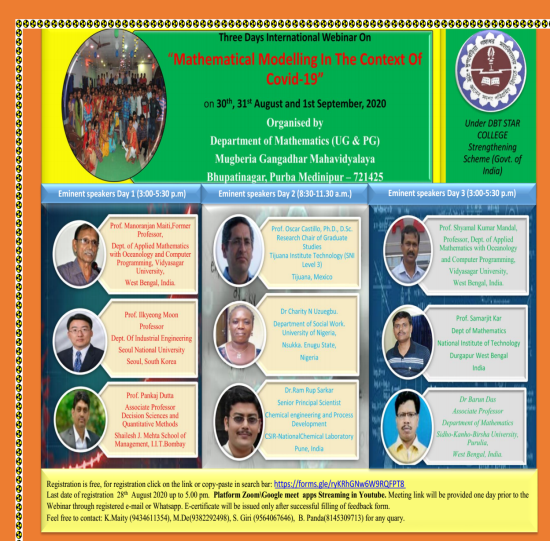 Three Days International Webinar On
"Mathematical Modelling In The Context Of
Covid-19"
on 30th, 31st August and 1st September, 2020
Organised by
Department of Mathematics (UG & PG)
Mugberia Gangadhar Mahavidyalaya
Bhupatinagar, Purba Medinipur – 721425
Under DBT STAR
COLLEGE
Strengthening
Scheme (Govt. of
India)
Eminent speakers Day 1 (3:00-5:30 p.m)
Prof. Manoranjan Maiti,Former
Professor,
Dept. of Applied Mathematics
with Oceanology and Computer
Programming, Vidyasagar
University,
West Bengal, India.
Prof. Ilkyeong Moon
Professor
Dept. Of Industrial Engineering
Seoul National University
Seoul, South Korea
Prof. Pankaj Dutta
Associate Professor
Decision Sciences and
Quantitative Methods
Shailesh J. Mehta School of
Management, I.I.T.Bombay
Eminent speakers Day 2 (8:30-11.30 a.m.)
Prof. Oscar Castillo, Ph.D., D.Sc.
Research Chair of Graduate
Studies
Tijuana Institute Technology (SNI
Level 3)
Tijuana, Mexico
Dr Charity N Uzuegbu.
Department of Social Work.
University of Nigeria,
Nsukka. Enugu State,
Nigeria
Dr.Ram Rup Sarkar
Senior Principal Scientist
Chemical engineering and Process
Development
CSIR-NationalChemical Laboratory
Pune, India
Eminent speakers Day 3 (3:00-5:30 p.m)
Prof. Shyamal Kumar Mandal,
Professor, Dept. of Applied
Mathematics with Oceanology
and Computer Programming,
Vidyasagar University,
West Bengal, India.
Prof. Samarjit Kar
Dept of Mathematics
National Institute of Technology
Durgapur West Bengal
India
Dr Barun Das
Associate Professor
Department of Mathematics
Sidho-Kanho-Birsha University,
Purulia,
West Bengal, India.
Registration is free, for registration click on the link or copy-paste in search bar: https://forms.gle/ryKRhGNw6W9RQFPT8
Last date of registration 28th August 2020 up to 5.00 pm. Platform Zoom\Google meet apps Streaming in Youtube. Meeting link will be provided one day prior to the
Webinar through registered e-mail or Whatsapp. E-certificate will be issued only after successful filling of feedback form.
Feel free to contact: K.Maity (9434611354), M.De(9382292498), S. Giri (9564067646), B. Panda(8145309713) for any quary.